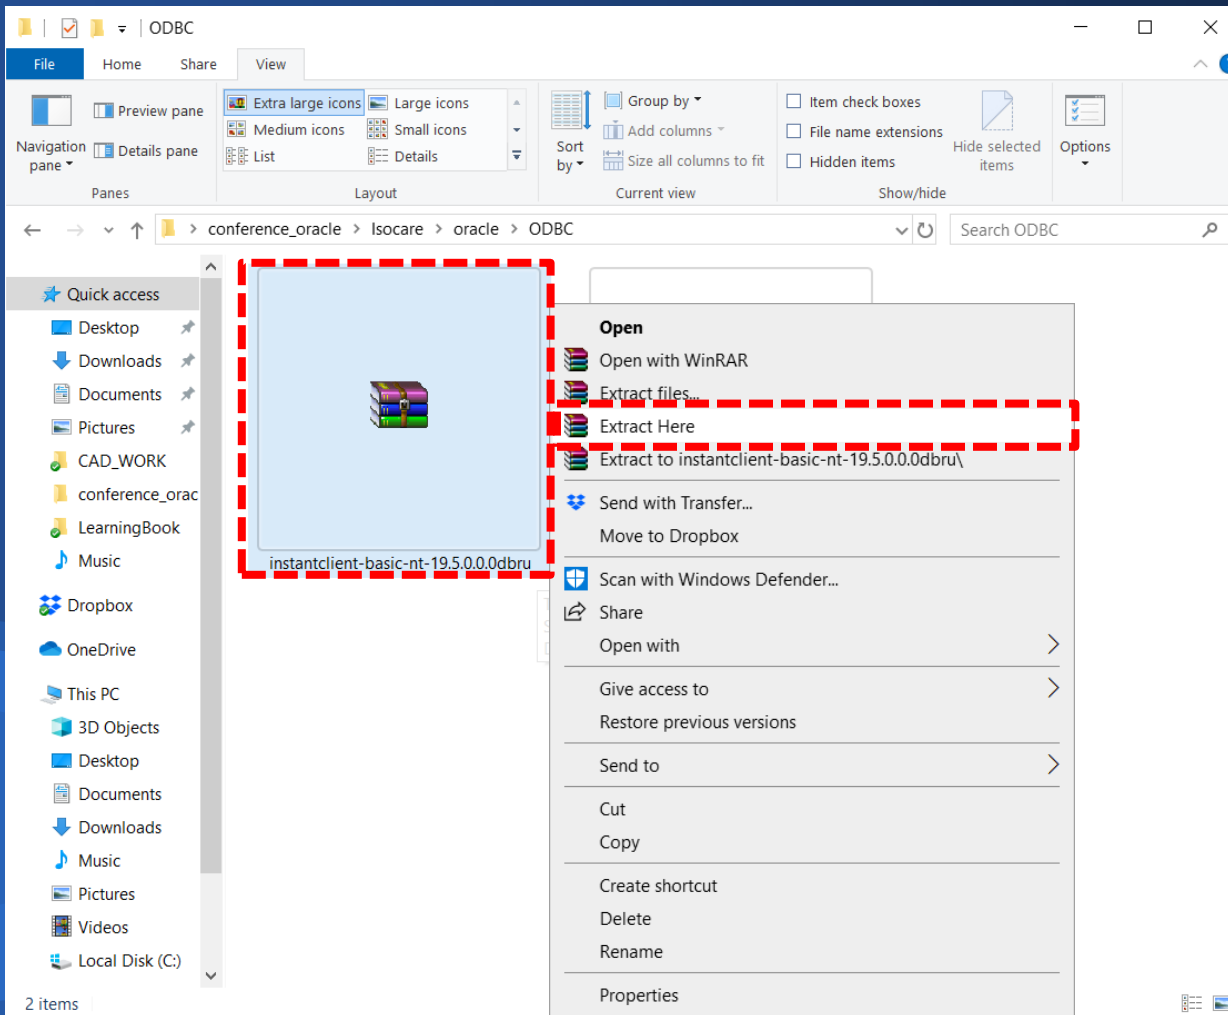 ODBC
File Home Share View
Navigation pane
Preview pane
Details pane
Panes
Extra large icons Large icons
Medium icons Small icons
List Details
Layout
Sort by
Group by
Add columns
Size all columns to fit
Current view
Item check boxes
File name extensions
Hidden items
Hide selected items
Show/hide
Options
conference_oracle > Isocare > oracle > ODBC
Search ODBC
Quick access
Desktop
Downloads
Documents
Pictures
CAD_WORK
conference_orac
LearningBook
Music
Dropbox
OneDrive
This PC
3D Objects
Desktop
Documents
Downloads
Music
Pictures
Videos
Local Disk (C:)
instantclient-basic-nt-19.5.0.0.0dbru
Open
Open with WinRAR
Extract files...
Extract Here
Extract to instantclient-basic-nt-19.5.0.0.0dbru\
Send with Transfer...
Move to Dropbox
Scan with Windows Defender...
Share
Open with
Give access to
Restore previous versions
Send to
Cut
Copy
Create shortcut
Delete
Rename
Properties
2 items